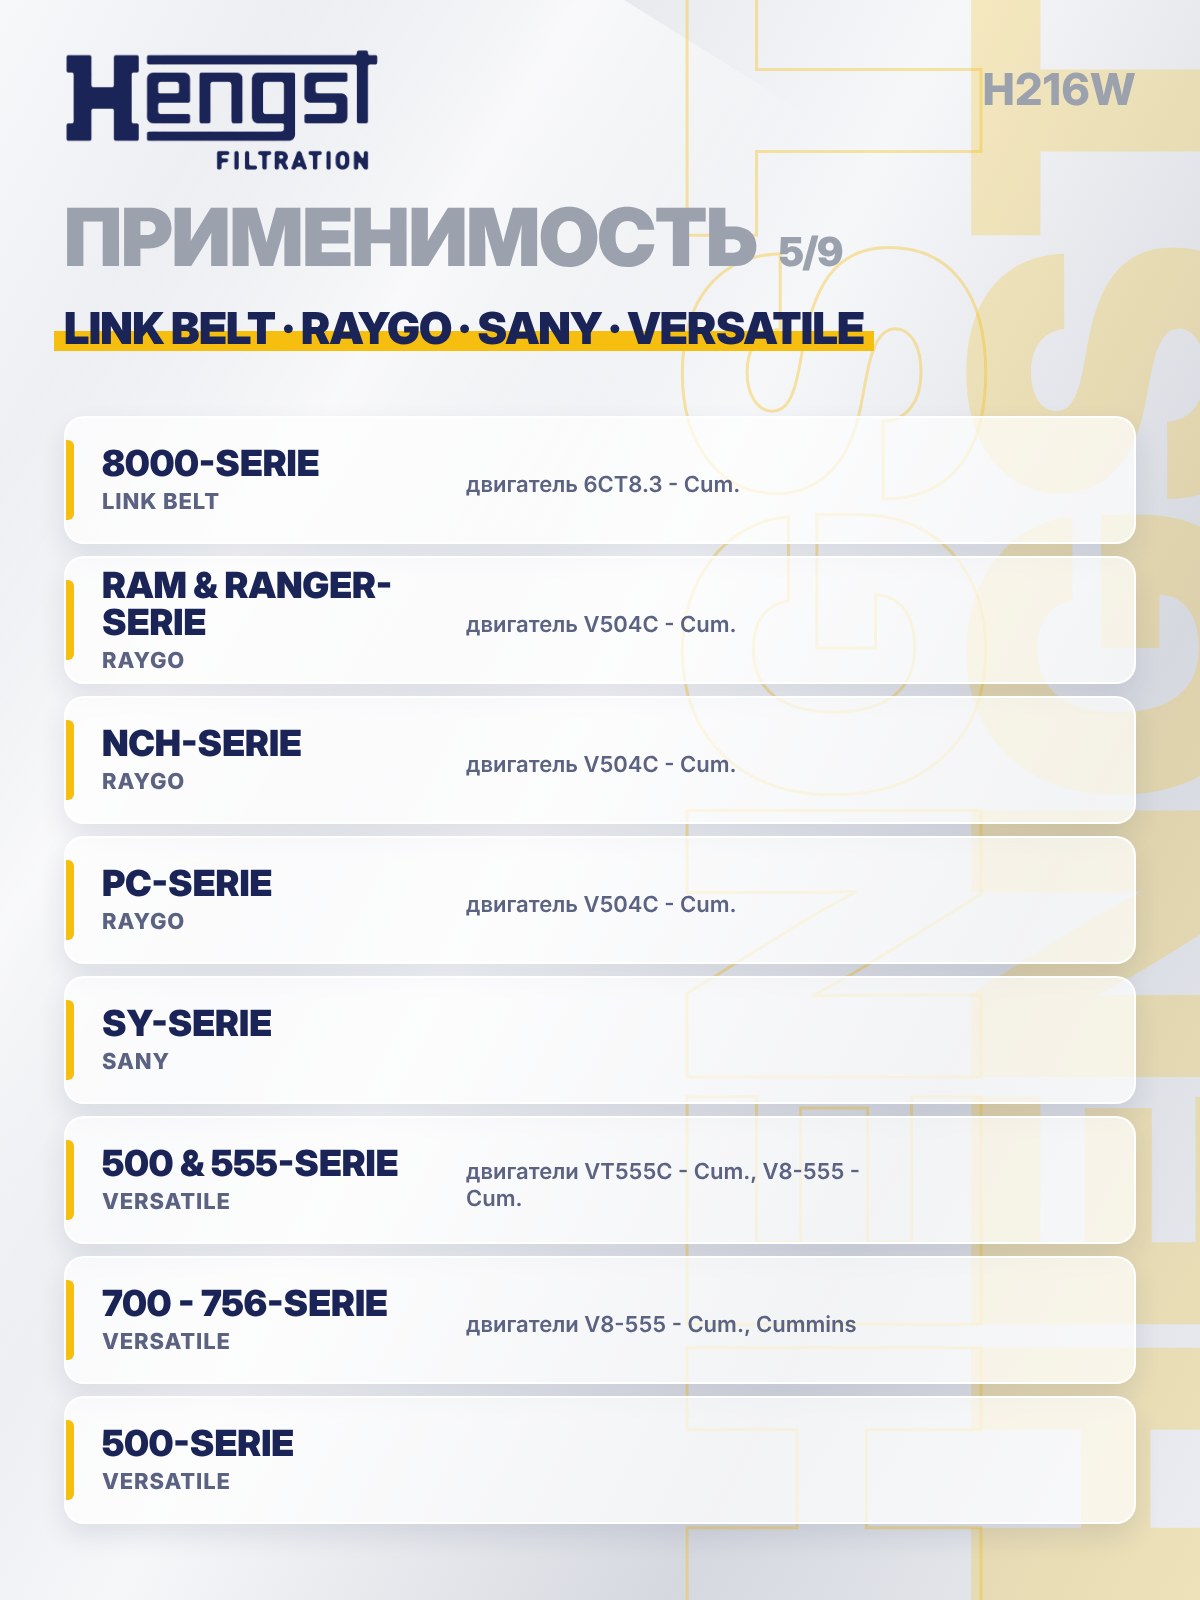 Hengst
FILTRATION
H216W
ПРИМЕНИМОСТЬ 5/9
LINK BELT · RAYGO · SANY · VERSATILE
8000-SERIE
LINK BELT
двигатель 6CT8.3 - Cum.
RAM & RANGER-
SERIE
RAYGO
двигатель V504C - Cum.
NCH-SERIE
RAYGO
двигатель V504C - Cum.
PC-SERIE
RAYGO
двигатель V504C - Cum.
SY-SERIE
SANY
500 & 555-SERIE
VERSATILE
двигатели VT555C - Cum., V8-555 -
Cum.
700 - 756-SERIE
VERSATILE
двигатели V8-555 - Cum., Cummins
500-SERIE
VERSATILE
HENGST
HENGST